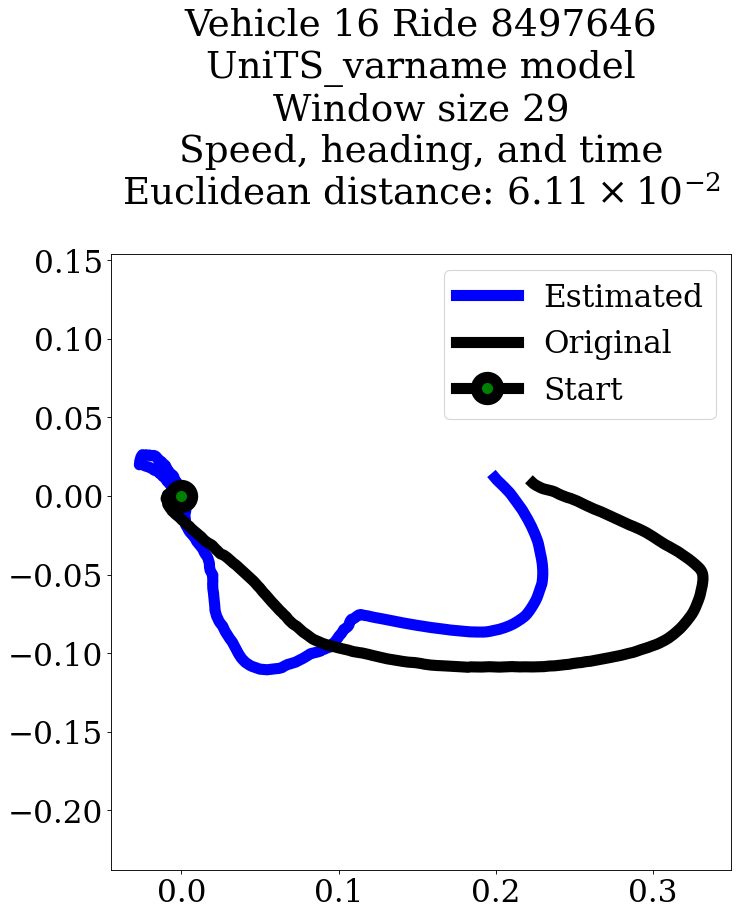 Vehicle 16 Ride 8497646
UniTS_varname model
Window size 29
Speed, heading, and time
Euclidean distance: 6.11 × 10⁻²
Estimated
Original
Start
0.15
0.10
0.05
0.00
−0.05
−0.10
−0.15
−0.20
0.0 0.1 0.2 0.3